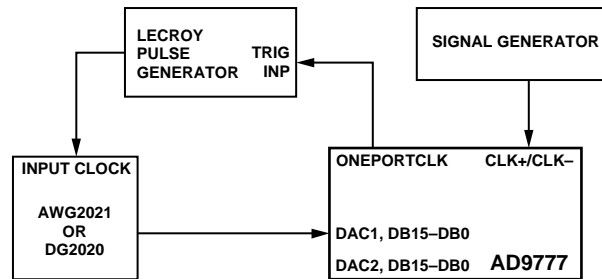 LECROY
PULSE
GENERATOR
TRIG
INP
SIGNAL GENERATOR
INPUT CLOCK
AWG2021
OR
DG2020
ONEPORTCLK
CLK+/CLK–
DAC1, DB15–DB0
DAC2, DB15–DB0
AD9777